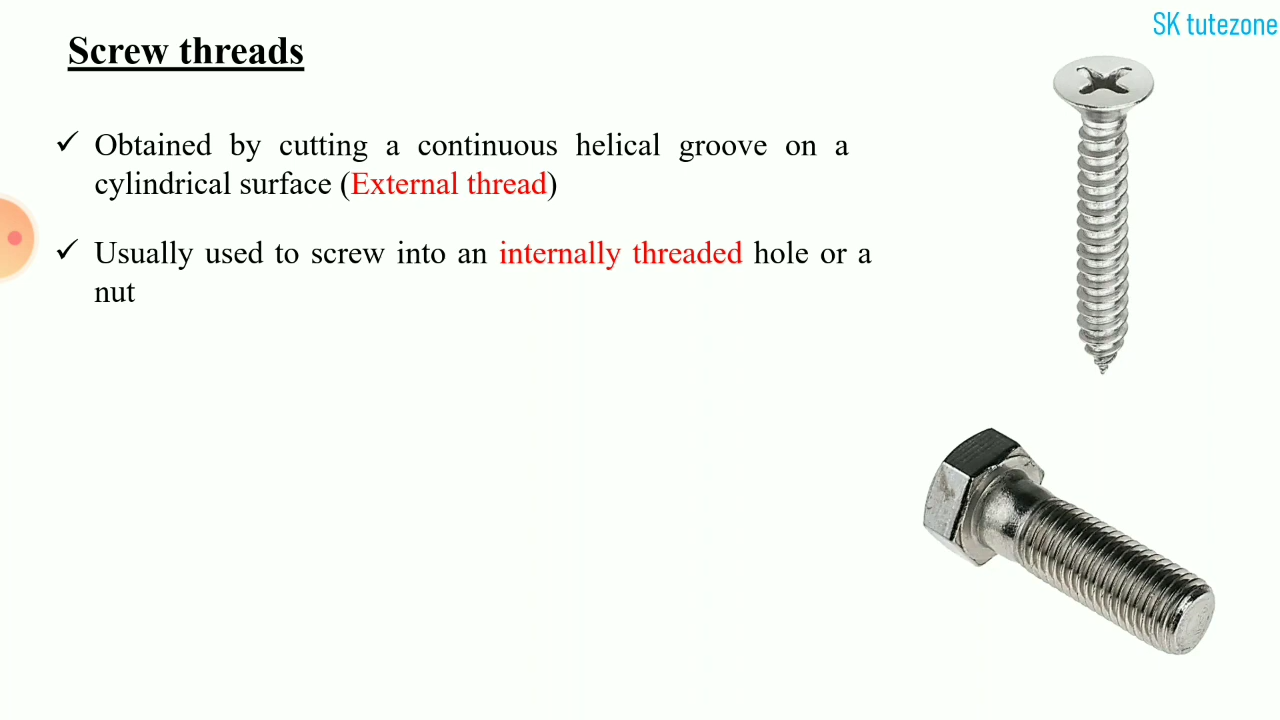 SK tutezone
Screw threads
✓ Obtained by cutting a continuous helical groove on a
cylindrical surface (External thread)
✓ Usually used to screw into an internally threaded hole or a
nut